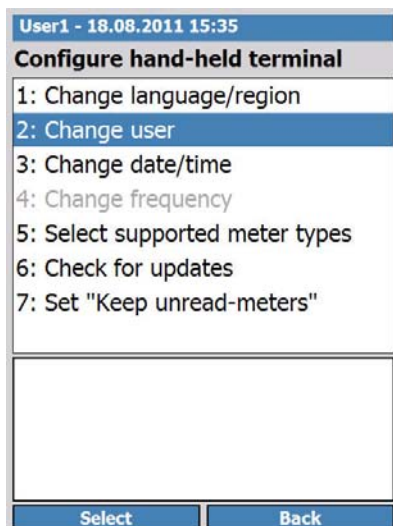 User1 - 18.08.2011 15:35
Configure hand-held terminal
1: Change language/region
2: Change user
3: Change date/time
4: Change frequency
5: Select supported meter types
6: Check for updates
7: Set "Keep unread-meters"
Select Back